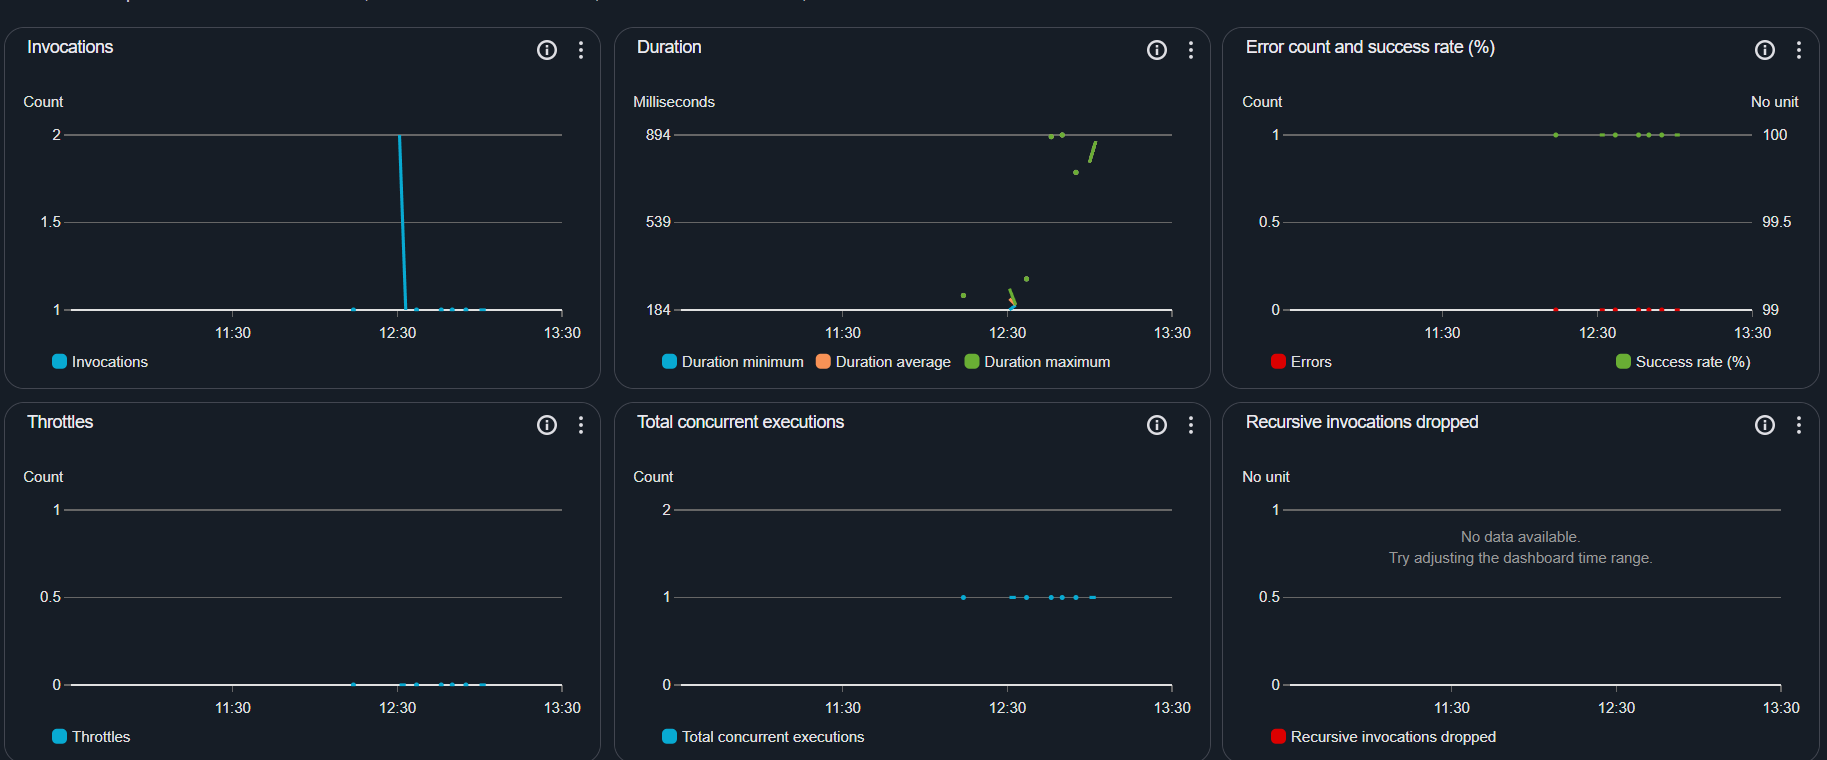 Invocations
Count
2
1.5
1
11:30
12:30
13:30
Invocations
Duration
Milliseconds
894
539
184
11:30
12:30
13:30
Duration minimum
Duration average
Duration maximum
Error count and success rate (%)
Count
No unit
1
100
0.5
99.5
0
99
11:30
12:30
13:30
Errors
Success rate (%)
Throttles
Count
1
0.5
0
11:30
12:30
13:30
Throttles
Total concurrent executions
Count
2
1
0
11:30
12:30
13:30
Total concurrent executions
Recursive invocations dropped
No unit
1
No data available.
Try adjusting the dashboard time range.
0.5
0
11:30
12:30
13:30
Recursive invocations dropped